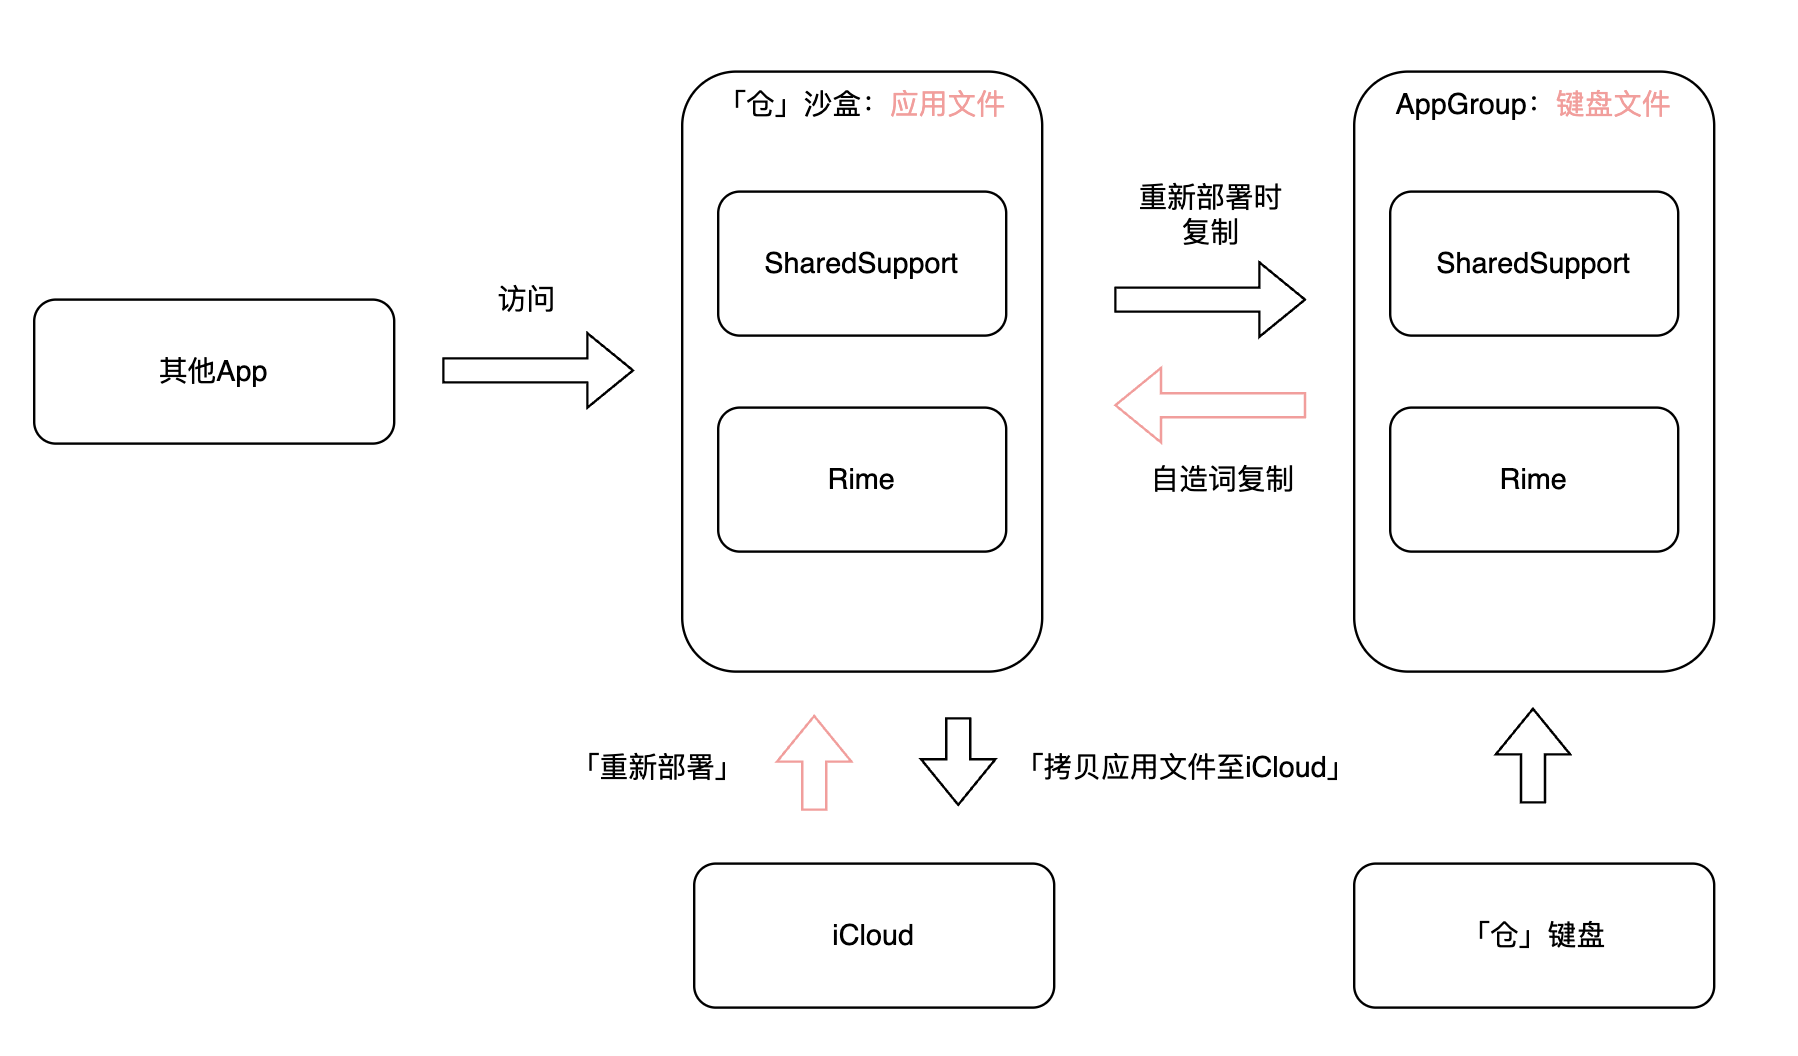 「仓」沙盒：应用文件
AppGroup：键盘文件
重新部署时
复制
SharedSupport
SharedSupport
访问
其他App
Rime
自造词复制
Rime
「重新部署」
「拷贝应用文件至iCloud」
iCloud
「仓」键盘